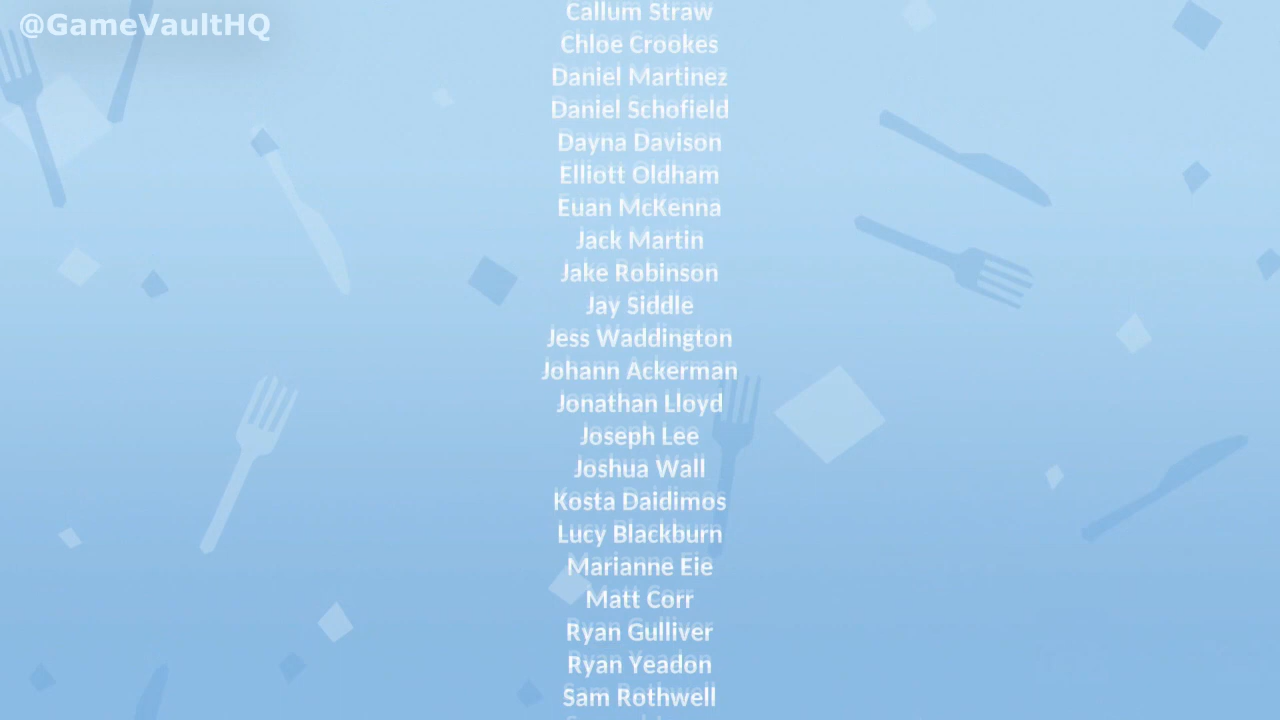 @GameVaultHQ
Callum Straw
Chloe Crookes
Daniel Martinez
Daniel Schofield
Dayna Davison
Elliott Oldham
Euan McKenna
Jack Martin
Jake Robinson
Jay Siddle
Jess Waddington
Johann Ackerman
Jonathan Lloyd
Joseph Lee
Joshua Wall
Kosta Daidimos
Lucy Blackburn
Marianne Eie
Matt Corr
Ryan Gulliver
Ryan Yeadon
Sam Rothwell